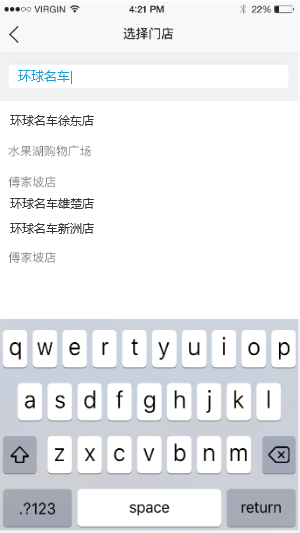 VIRGIN 4:21 PM 22%
选择门店
环球名车
环球名车徐东店
水果湖购物广场
傅家坡店
环球名车雄楚店
环球名车新洲店
傅家坡店
q w e r t y u i o p
a s d f g h j k l
z x c v b n m
.?123 space return